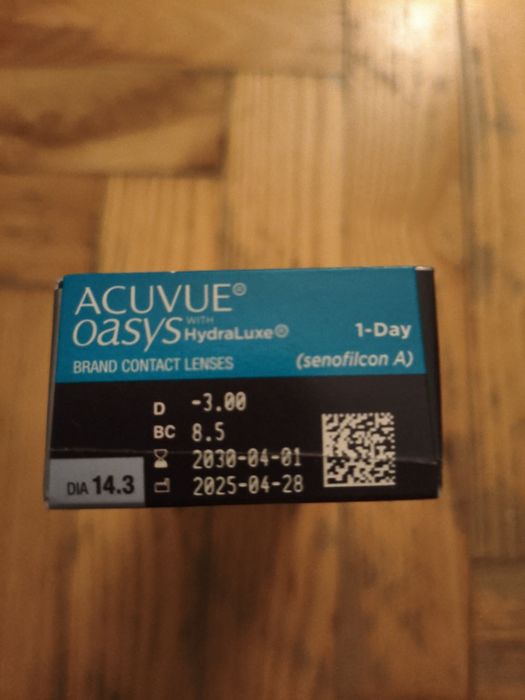 ACUVUE®
oasys WITH HydraLuxe® 1-Day
BRAND CONTACT LENSES (senofilcon A)
D -3.00
BC 8.5
2030-04-01
DIA 14.3 2025-04-28